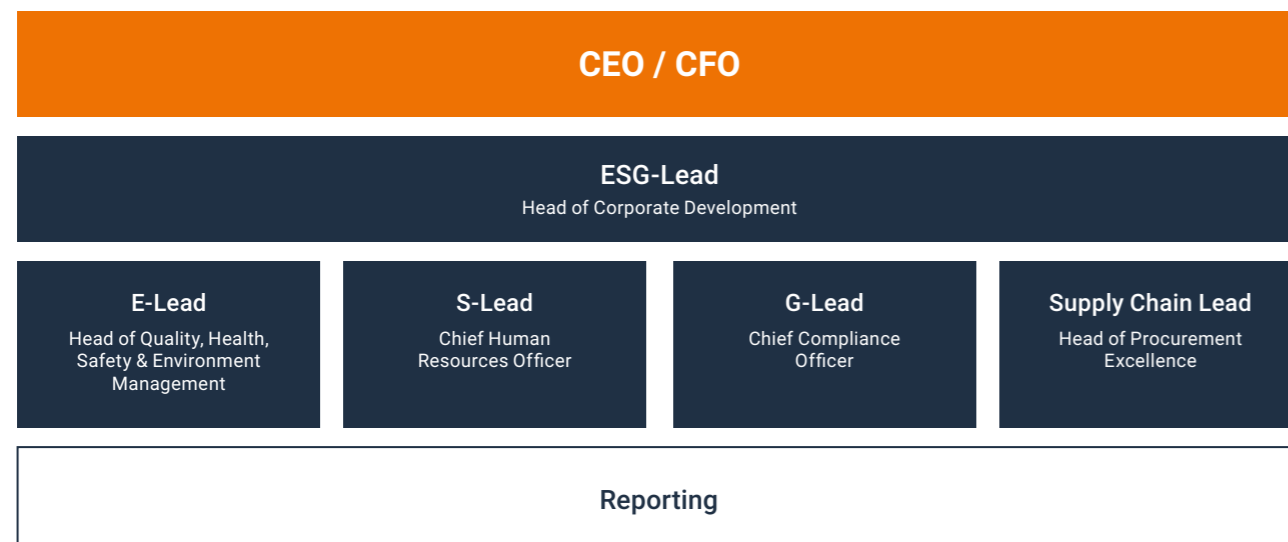 CEO / CFO
ESG-Lead
Head of Corporate Development
E-Lead
Head of Quality, Health,
Safety & Environment
Management
S-Lead
Chief Human
Resources Officer
G-Lead
Chief Compliance
Officer
Supply Chain Lead
Head of Procurement
Excellence
Reporting